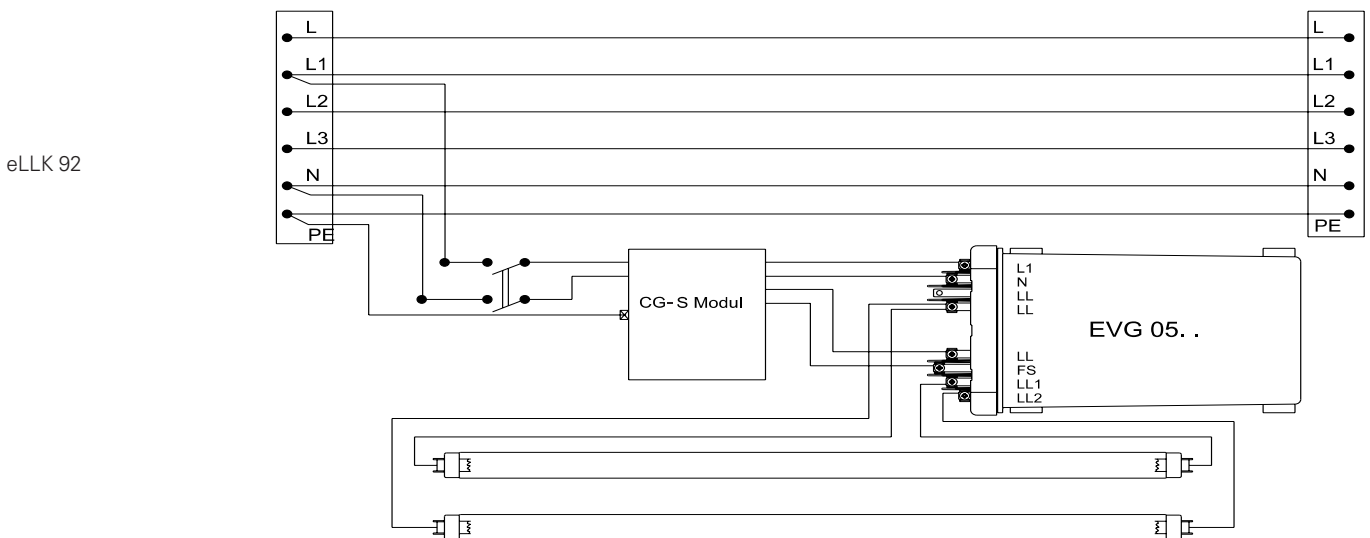 L L
L1 L1
L2 L2
L3 L3
eLLK 92
N N
PE PE
CG-S Modul
L1
N
LL
LL
EVG 05. .
LL
FS
LL1
LL2